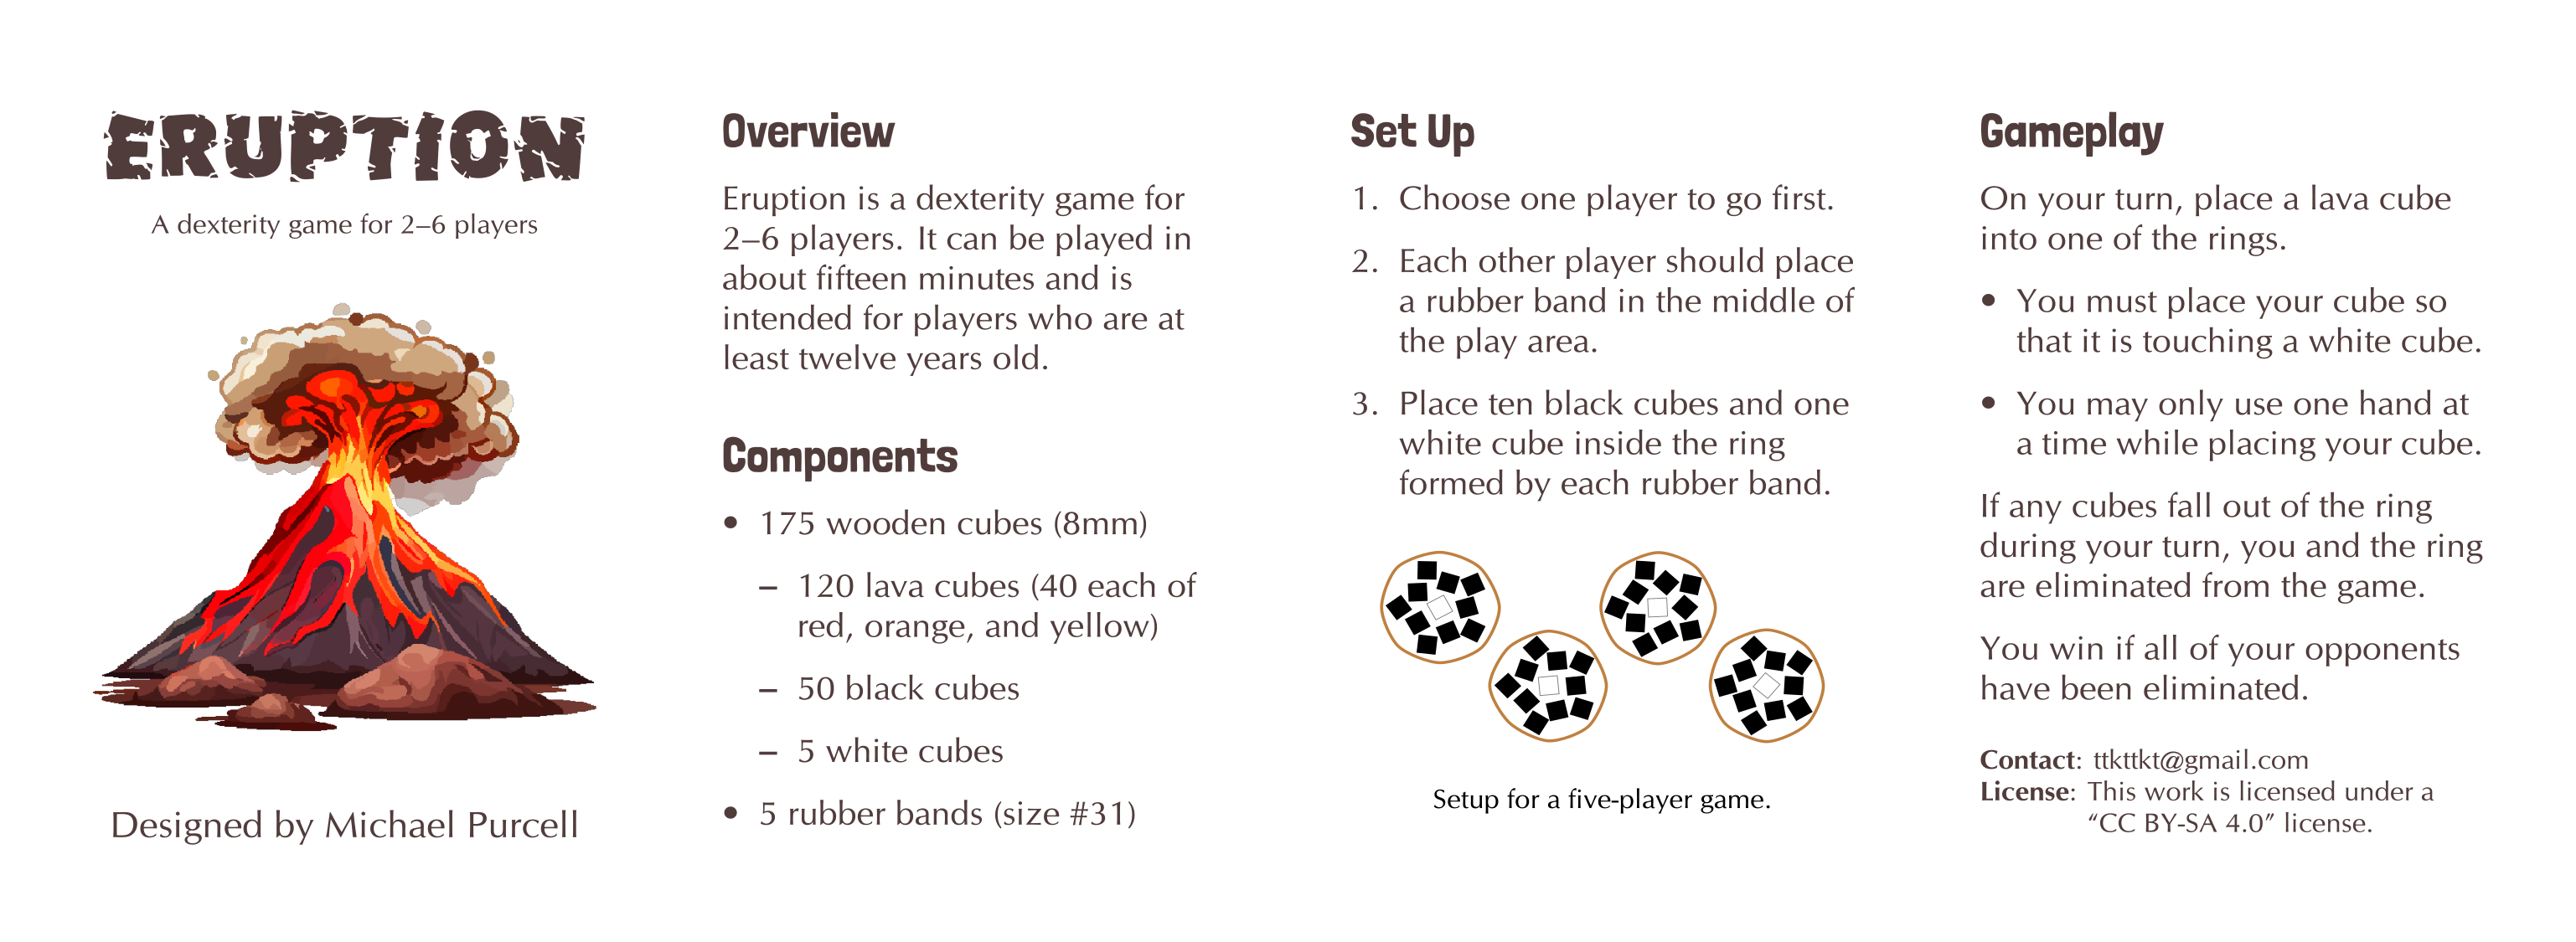 ERUPTION
A dexterity game for 2–6 players
Designed by Michael Purcell
Overview
Eruption is a dexterity game for
2–6 players. It can be played in
about fifteen minutes and is
intended for players who are at
least twelve years old.
Components
• 175 wooden cubes (8mm)
– 120 lava cubes (40 each of
red, orange, and yellow)
– 50 black cubes
– 5 white cubes
• 5 rubber bands (size #31)
Set Up
1. Choose one player to go first.
2. Each other player should place
a rubber band in the middle of
the play area.
3. Place ten black cubes and one
white cube inside the ring
formed by each rubber band.
Setup for a five-player game.
Gameplay
On your turn, place a lava cube
into one of the rings.
• You must place your cube so
that it is touching a white cube.
• You may only use one hand at
a time while placing your cube.
If any cubes fall out of the ring
during your turn, you and the ring
are eliminated from the game.
You win if all of your opponents
have been eliminated.
Contact: ttkttkt@gmail.com
License: This work is licensed under a
“CC BY-SA 4.0” license.